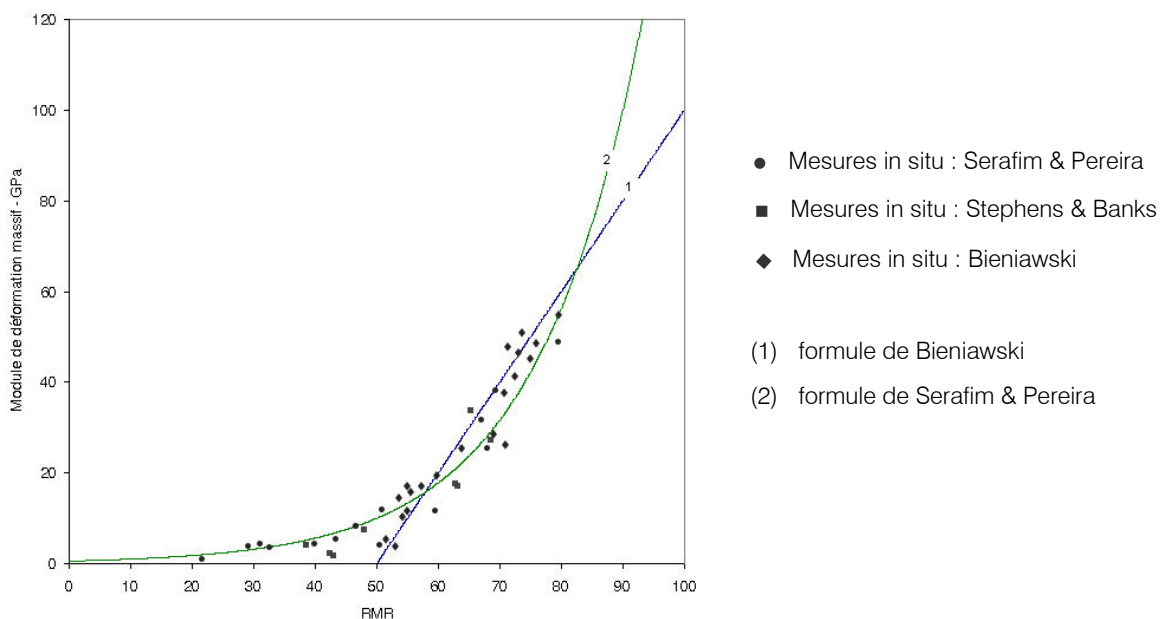 120
100
80
60
40
20
0
Module de déformation massif - GPa
0 10 20 30 40 50 60 70 80 90 100
RMR
2
1
Mesures in situ : Serafim & Pereira
Mesures in situ : Stephens & Banks
Mesures in situ : Bieniawski
(1) formule de Bieniawski
(2) formule de Serafim & Pereira